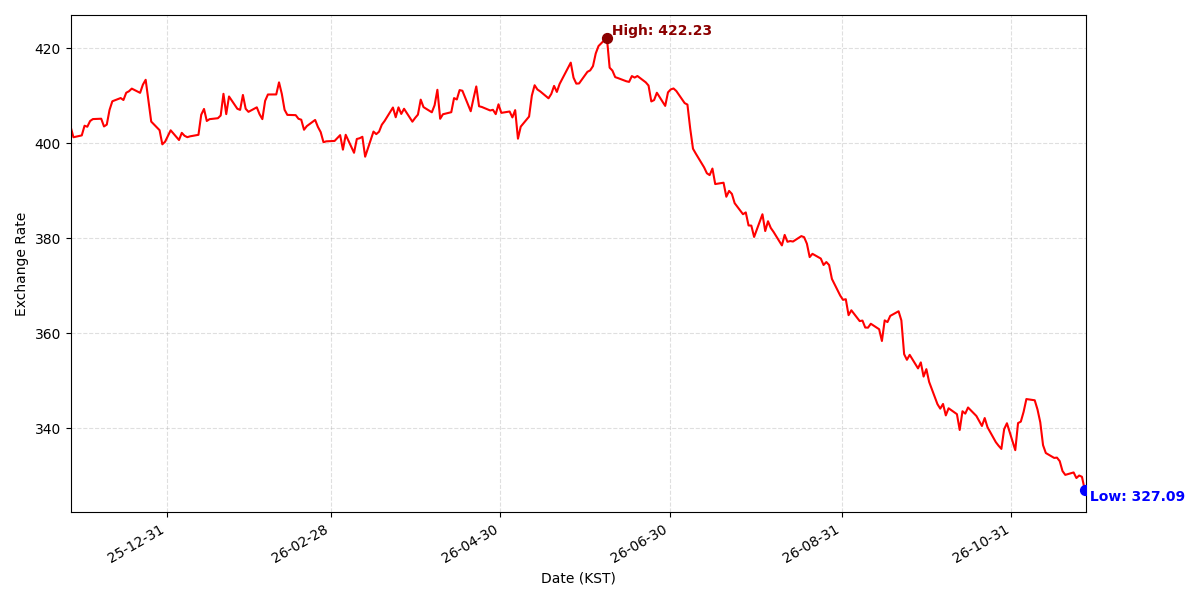 High: 422.23
420
400
380
360
340
Exchange Rate
Low: 327.09
25-12-31
26-02-28
26-04-30
26-06-30
26-08-31
26-10-31
Date (KST)